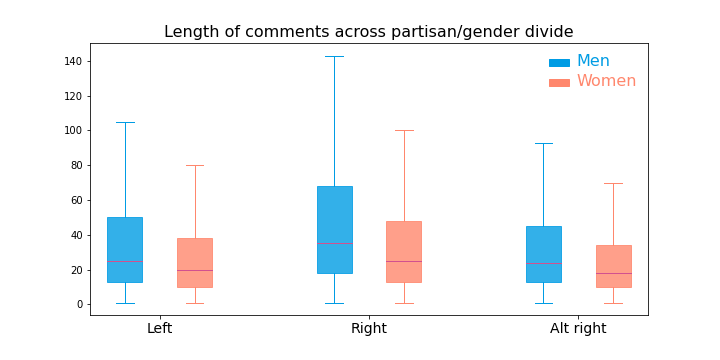 Length of comments across partisan/gender divide
Men
Women
140
120
100
80
60
40
20
0
Left Right Alt right